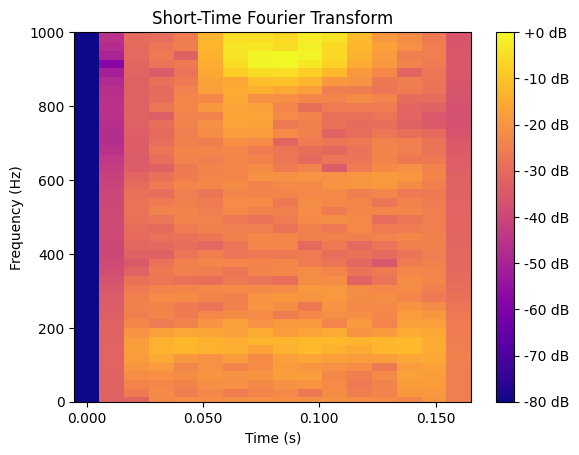 Short-Time Fourier Transform
Frequency (Hz)
1000
800
600
400
200
0
0.000
0.050
0.100
0.150
Time (s)
+0 dB
-10 dB
-20 dB
-30 dB
-40 dB
-50 dB
-60 dB
-70 dB
-80 dB